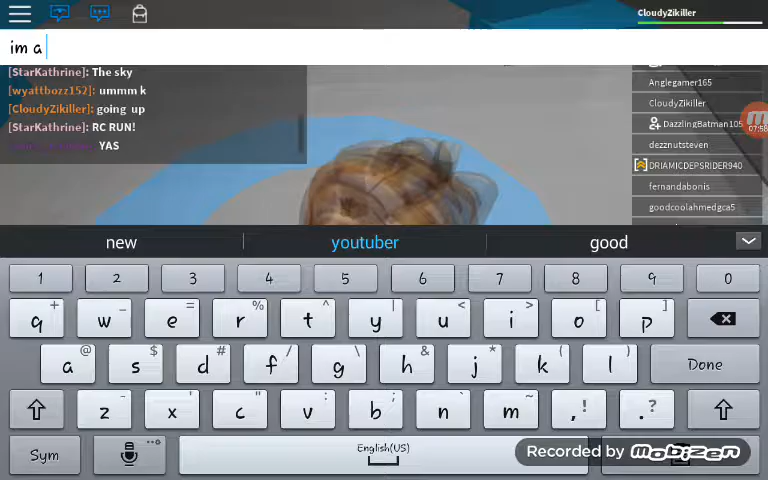 CloudyZikiller
im a
[StarKathrine]: The sky
[wyattbozz152]: ummm k
[CloudyZikiller]: going up
[StarKathrine]: RC RUN!
YAS
Anglegamer165
CloudyZikiller
DazzlingBatman105
dezznutsteven
DRIAMICDEPSRIDER940
fernandabonis
goodcoolahmedgca5
07:58
new youtuber good
1 2 3 4 5 6 7 8 9 0
q + w _ e = r % t ^ y | u < i > o [ p ]
a @ s $ d # f / g \ h & j * k ( l ) Done
z - x ' c " v : b ; n ` m ~ , ! . ?
Sym English(US)
Recorded by mobizen